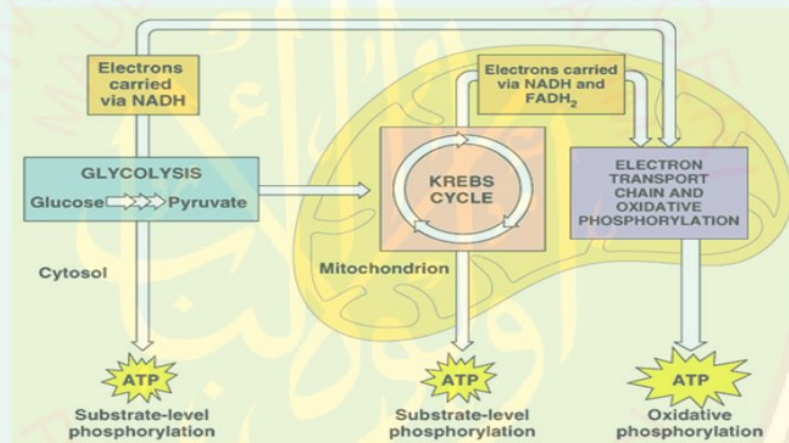 Electrons
carried
via NADH
Electrons carried
via NADH and
FADH₂
GLYCOLYSIS
Glucose Pyruvate
KREBS
CYCLE
ELECTRON
TRANSPORT
CHAIN AND
OXIDATIVE
PHOSPHORYLATION
Cytosol
Mitochondrion
ATP
Substrate-level
phosphorylation
ATP
Substrate-level
phosphorylation
ATP
Oxidative
phosphorylation